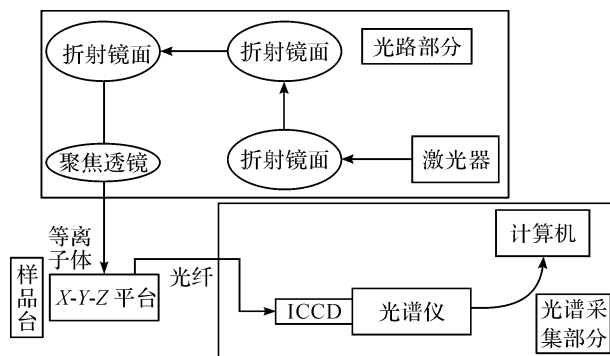 折射镜面
折射镜面
光路部分
聚焦透镜
折射镜面
激光器
等离
子体
样品台
X-Y-Z 平台
光纤
计算机
ICCD
光谱仪
光谱采
集部分